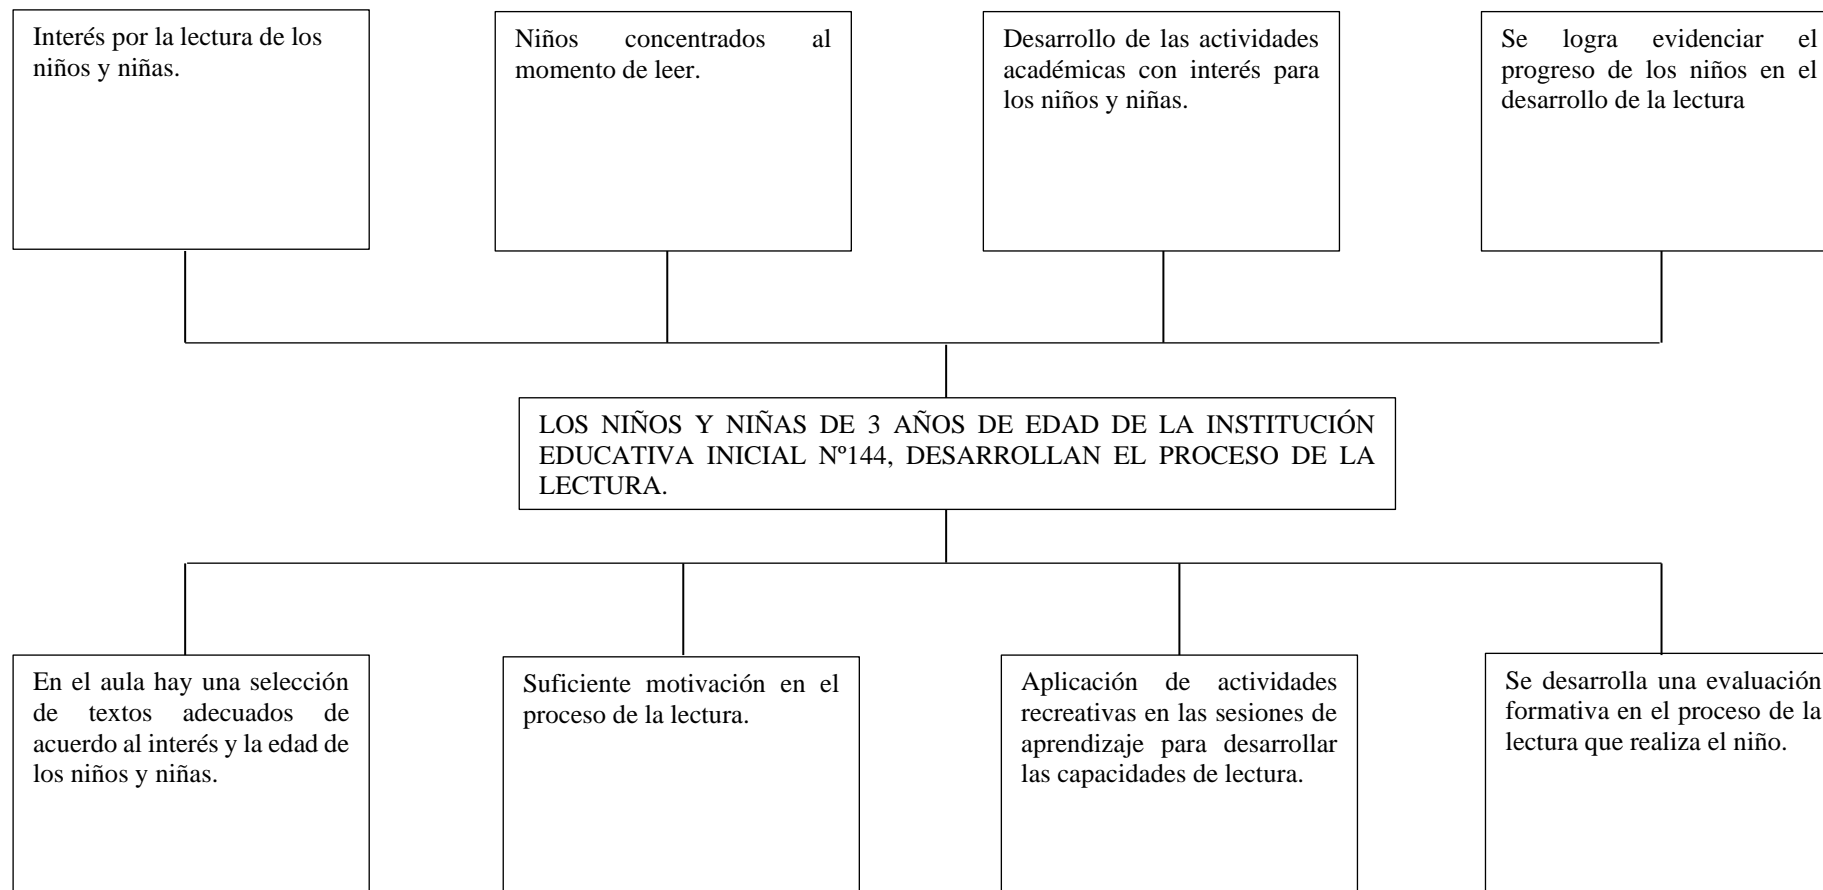 Interés por la lectura de los
niños y niñas.
Niños concentrados al
momento de leer.
Desarrollo de las actividades
académicas con interés para
los niños y niñas.
Se logra evidenciar el
progreso de los niños en el
desarrollo de la lectura
LOS NIÑOS Y NIÑAS DE 3 AÑOS DE EDAD DE LA INSTITUCIÓN
EDUCATIVA INICIAL Nº144, DESARROLLAN EL PROCESO DE LA
LECTURA.
En el aula hay una selección
de textos adecuados de
acuerdo al interés y la edad de
los niños y niñas.
Suficiente motivación en el
proceso de la lectura.
Aplicación de actividades
recreativas en las sesiones de
aprendizaje para desarrollar
las capacidades de lectura.
Se desarrolla una evaluación
formativa en el proceso de la
lectura que realiza el niño.